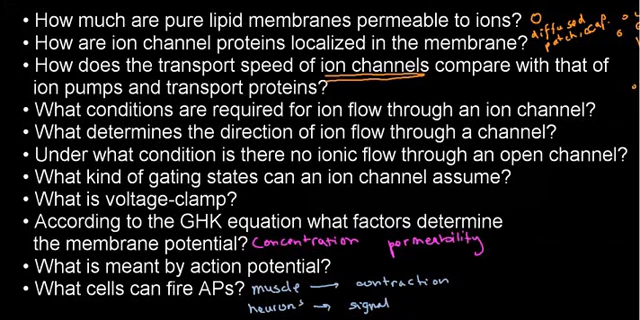 • How much are pure lipid membranes permeable to ions? 0
• How are ion channel proteins localized in the membrane? diffused
patch,
• How does the transport speed of ion channels compare with that of
ion pumps and transport proteins?
• What conditions are required for ion flow through an ion channel?
• What determines the direction of ion flow through a channel?
• Under what condition is there no ionic flow through an open channel?
• What kind of gating states can an ion channel assume?
• What is voltage-clamp?
• According to the GHK equation what factors determine
the membrane potential? concentration permeability
• What is meant by action potential?
• What cells can fire APs? muscle → contraction
neurons → signal